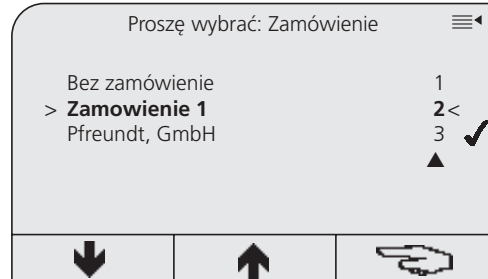 Proszę wybrać: Zamówienie
Bez zamówienie 1
> Zamowienie 1 2<
Pfreundt, GmbH 3